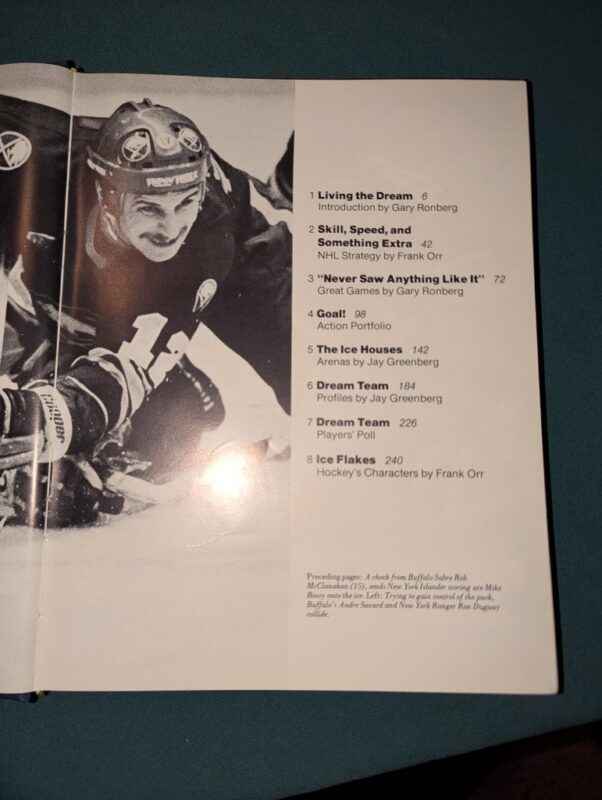 1 Living the Dream 6
Introduction by Gary Ronberg
2 Skill, Speed, and
Something Extra 42
NHL Strategy by Frank Orr
3 "Never Saw Anything Like It" 72
Great Games by Gary Ronberg
4 Goal! 98
Action Portfolio
5 The Ice Houses 142
Arenas by Jay Greenberg
6 Dream Team 184
Profiles by Jay Greenberg
7 Dream Team 226
Players' Poll
8 Ice Flakes 240
Hockey's Characters by Frank Orr
Preceding pages: A check from Buffalo Sabre Rob
McClanahan (15), sends New York Islander scoring ace Mike
Bossy onto the ice. Left: Trying to gain control of the puck,
Buffalo's Andre Savard and New York Ranger Ron Duguay
collide.